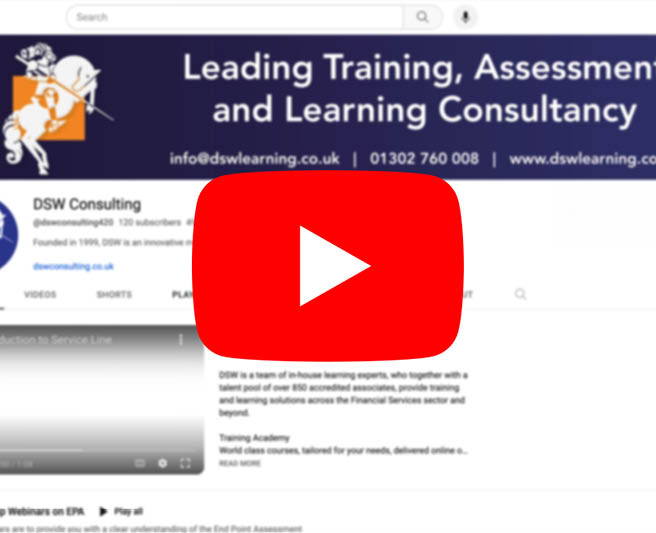 Search
Leading Training, Assessment
and Learning Consultancy
info@dswlearning.co.uk | 01302 760 008 | www.dswlearning.co
DSW Consulting
@dswconsulting420 120 subscribers
Founded in 1999, DSW is an innovative
dswconsulting.co.uk
VIDEOS SHORTS
duction to Service Line
DSW is a team of in-house learning experts, who together with a
talent pool of over 850 accredited associates, provide training
and learning solutions across the Financial Services sector and
beyond.
Training Academy
World class courses, tailored for your needs, delivered online o...
READ MORE
p Webinars on EPA Play all
ars are to provide you with a clear understanding of the End Point Assessment